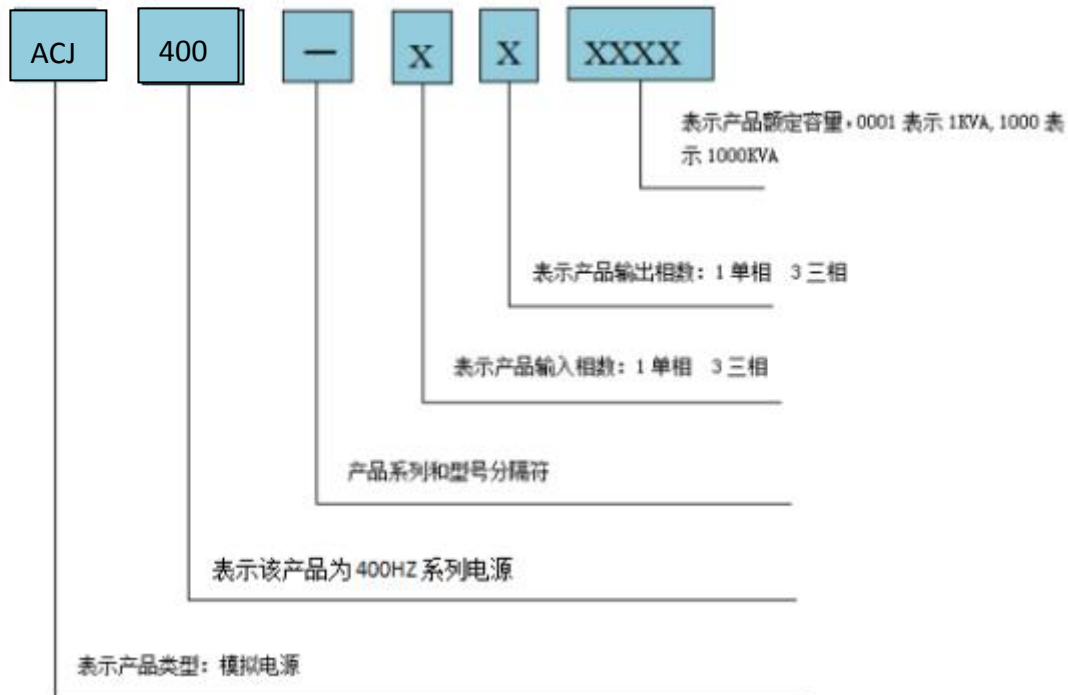 ACJ 400 — X X XXXX
表示产品额定容量，0001 表示 1KVA, 1000 表
示 1000KVA
表示产品输出相数：1 单相 3 三相
表示产品输入相数：1 单相 3 三相
产品系列和型号分隔符
表示该产品为 400HZ 系列电源
表示产品类型：模拟电源